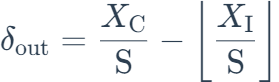 δ_out = X_C/S − ⌊X_I/S⌋